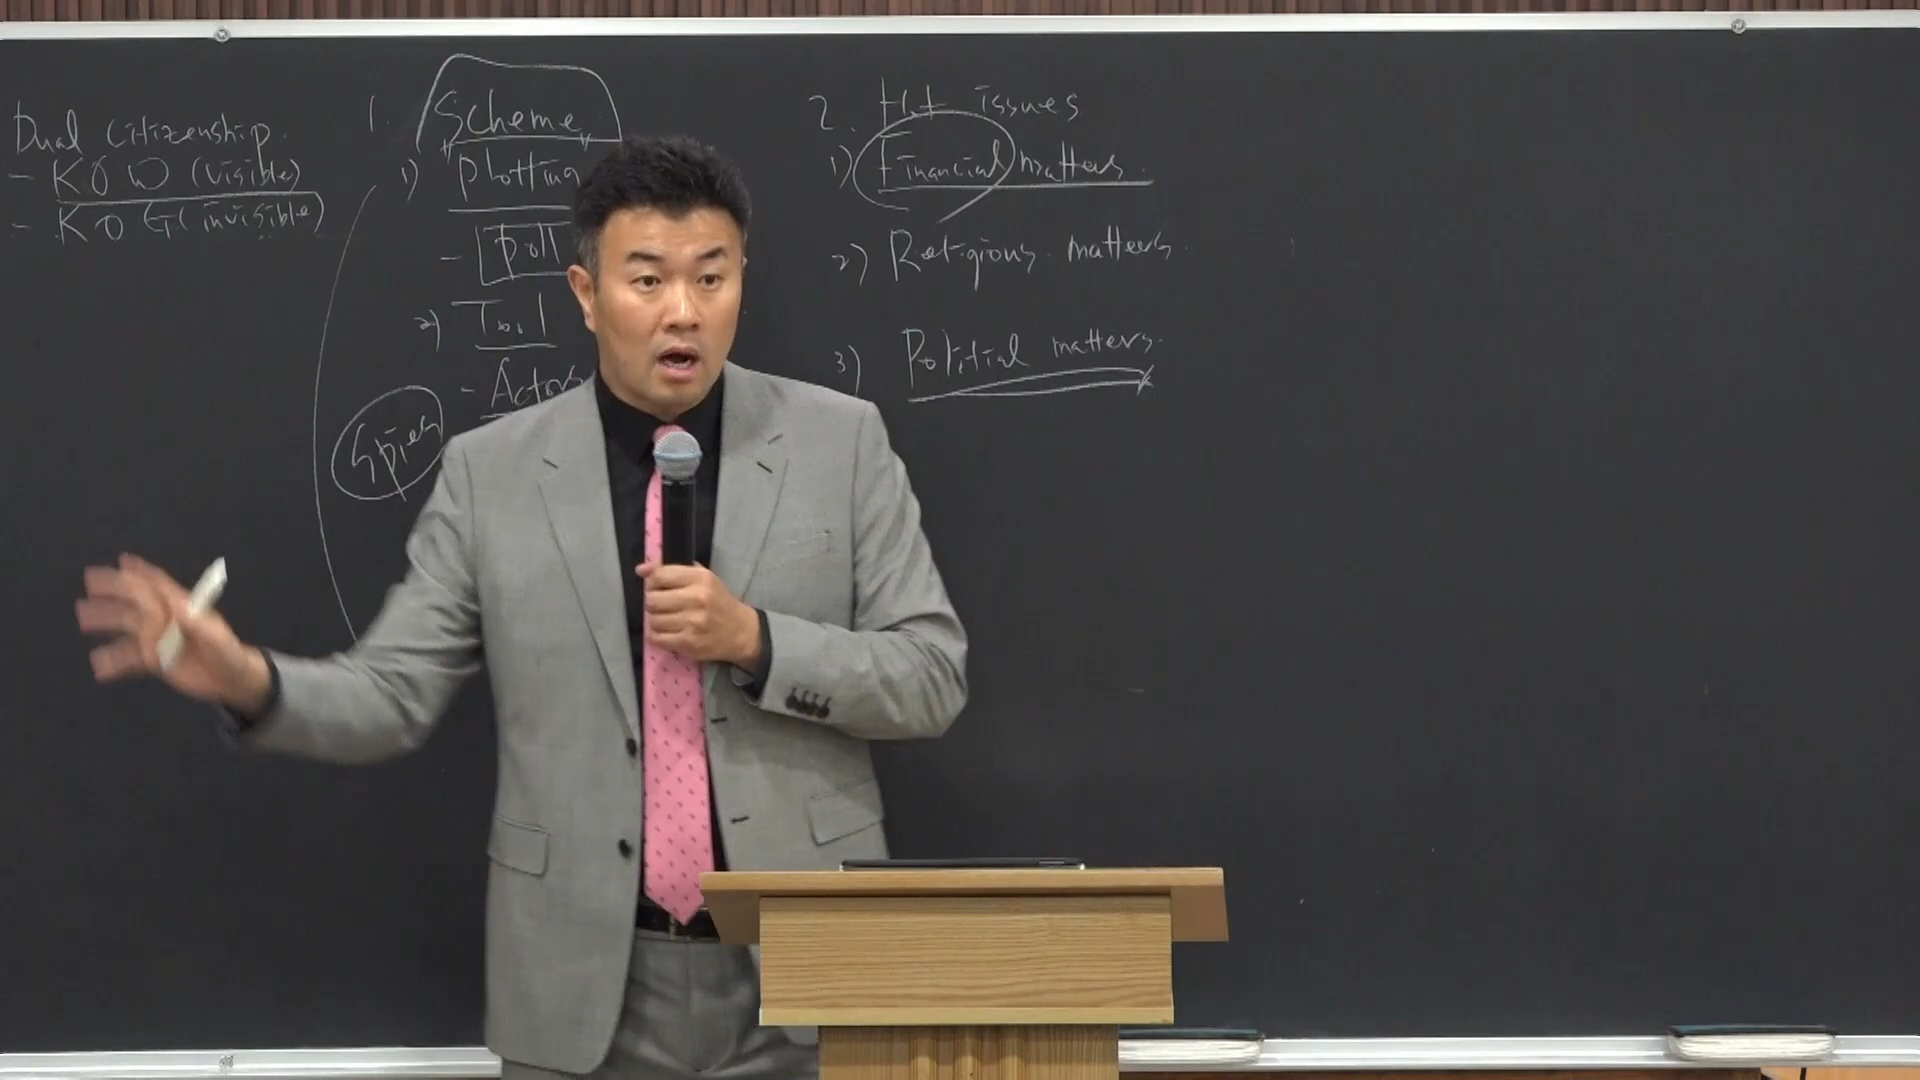 Dual Citizenship.
- KOW (visible)
- KOG (invisible)
1. Scheme
1) "Plotting
- Poll
2) Tool
- Actors
Spies
2. Hot issues
1) Financial matters.
2) Religious matters.
3) Politial matters.